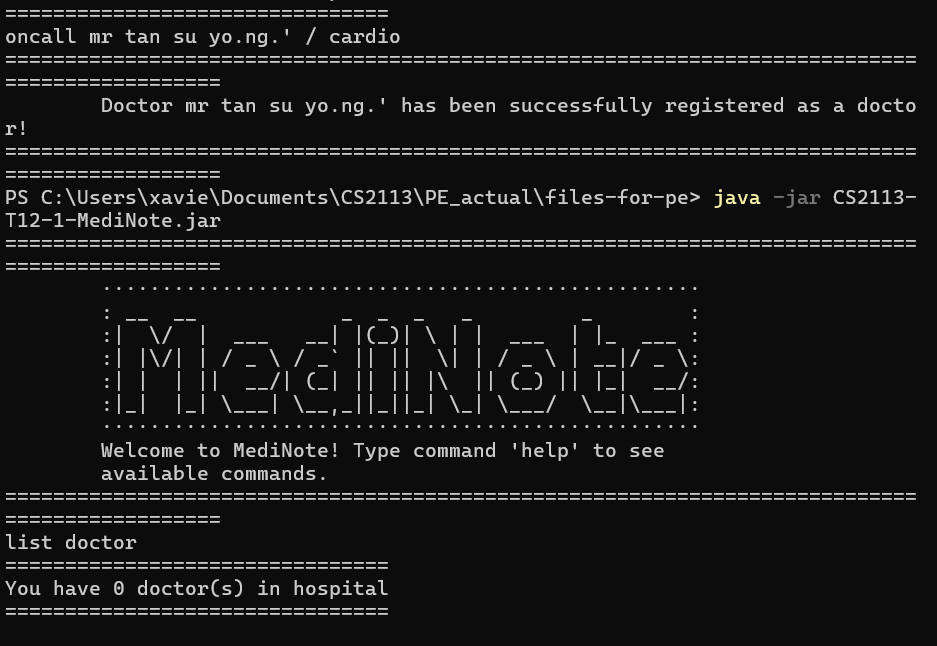 ================================
oncall mr tan su yo.ng.' / cardio
============================================================================
==================
        Doctor mr tan su yo.ng.' has been successfully registered as a docto
r!
============================================================================
==================
PS C:\Users\xavie\Documents\CS2113\PE_actual\files-for-pe> java -jar CS2113-
T12-1-MediNote.jar
============================================================================
==================
        ..................................................
        : __  __            _  _  _   _         _        :
        :|  \/  |  ___   __| |(_)| \ | |  ___  | |_  ___ :
        :| |\/| | / _ \ / _` || ||  \| | / _ \ | __|/ _ \:
        :| |  | ||  __/| (_| || || |\  || (_) || |_|  __/:
        :|_|  |_| \___| \__,_||_||_| \_| \___/  \__|\___|:
        ..................................................
        Welcome to MediNote! Type command 'help' to see
        available commands.
============================================================================
==================
list doctor
================================
You have 0 doctor(s) in hospital
================================